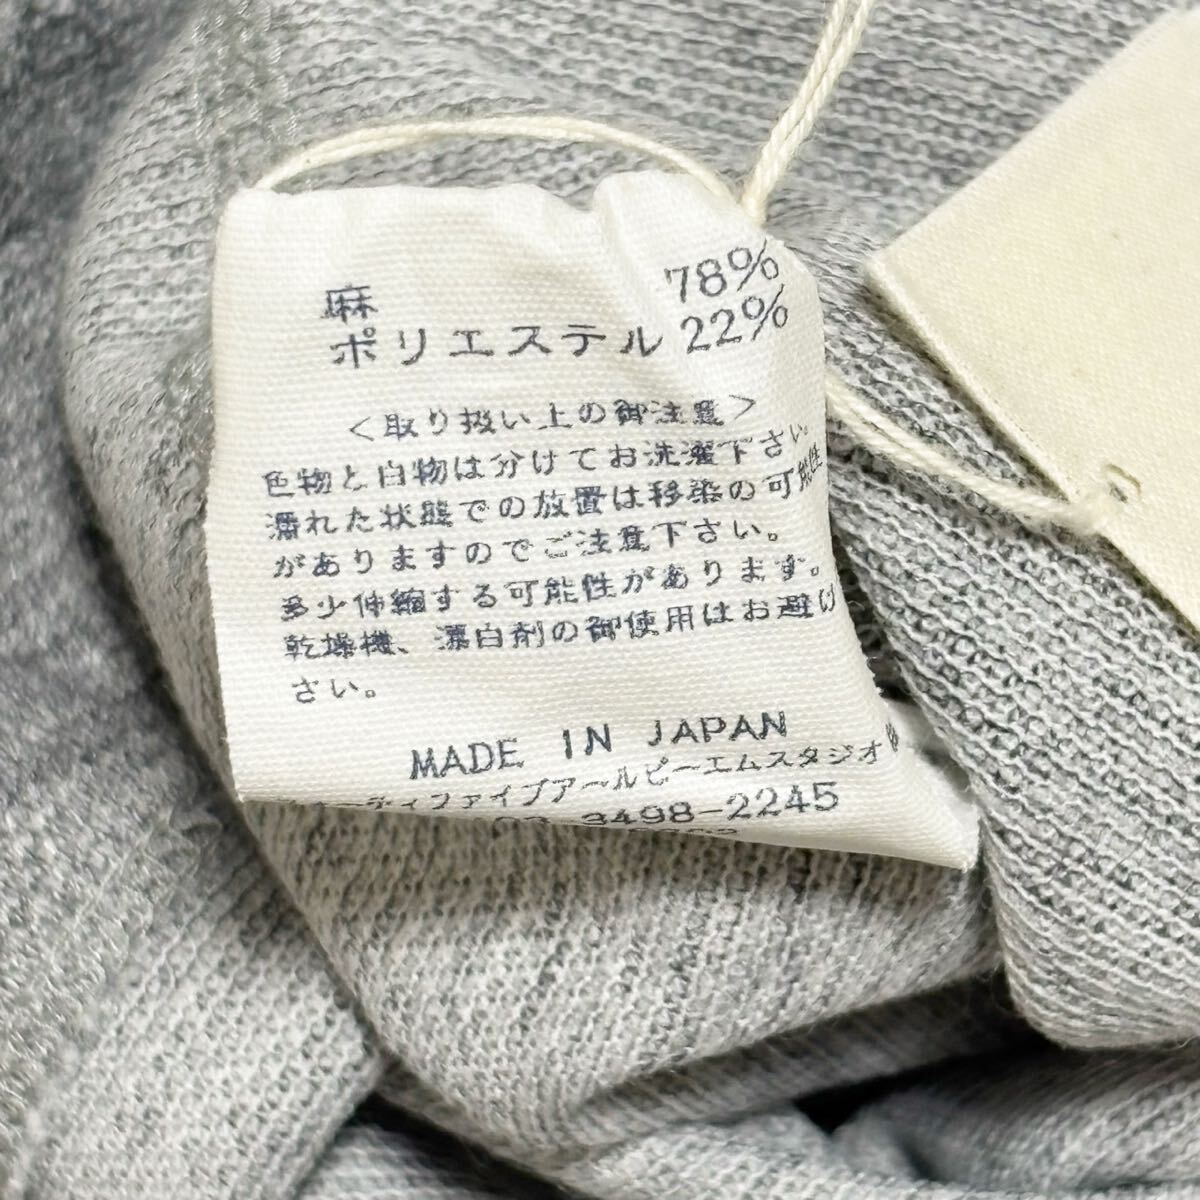 麻 78%
ポリエステル 22%
＜取り扱い上の御注意＞
色物と白物は分けてお洗濯下さい。
濡れた状態での放置は移染の可能性
がありますのでご注意下さい。
多少伸縮する可能性があります。
乾燥機、漂白剤の御使用はお避け
さい。
MADE IN JAPAN
ファイブアールピーエムスタジオ
03-3498-2245